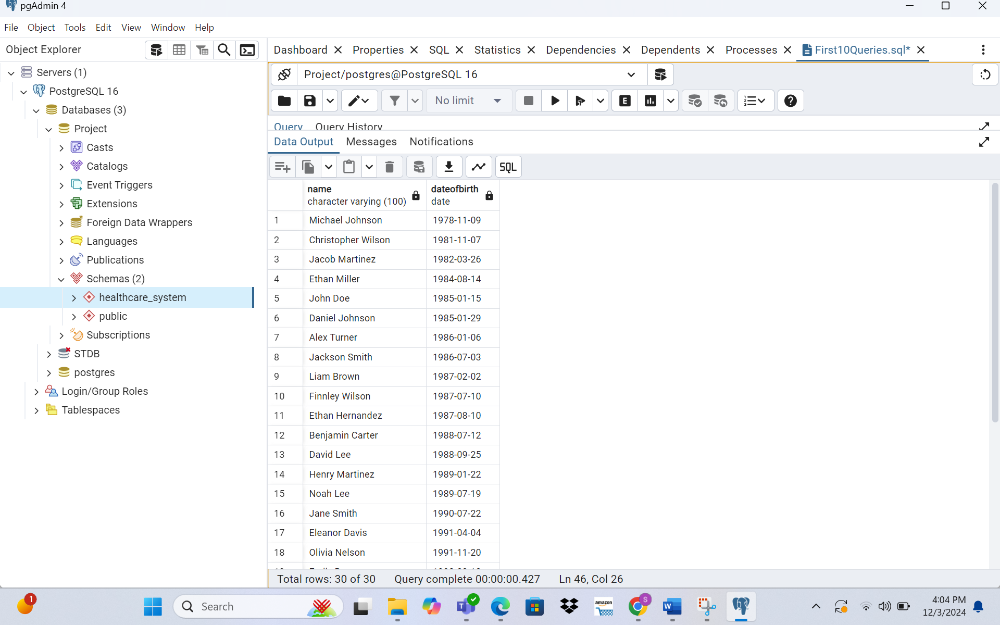 pgAdmin 4
File Object Tools Edit View Window Help
Object Explorer
Dashboard Properties SQL Statistics Dependencies Dependents Processes First10Queries.sql*
Servers (1)
PostgreSQL 16
Databases (3)
Project
Casts
Catalogs
Event Triggers
Extensions
Foreign Data Wrappers
Languages
Publications
Schemas (2)
healthcare_system
public
Subscriptions
STDB
postgres
Login/Group Roles
Tablespaces
Project/postgres@PostgreSQL 16
No limit
E
Query Query History
Data Output Messages Notifications
SQL
name dateofbirth
character varying (100) date
1 Michael Johnson 1978-11-09
2 Christopher Wilson 1981-11-07
3 Jacob Martinez 1982-03-26
4 Ethan Miller 1984-08-14
5 John Doe 1985-01-15
6 Daniel Johnson 1985-01-29
7 Alex Turner 1986-01-06
8 Jackson Smith 1986-07-03
9 Liam Brown 1987-02-02
10 Finnley Wilson 1987-07-10
11 Ethan Hernandez 1987-08-10
12 Benjamin Carter 1988-07-12
13 David Lee 1988-09-25
14 Henry Martinez 1989-01-22
15 Noah Lee 1989-07-19
16 Jane Smith 1990-07-22
17 Eleanor Davis 1991-04-04
18 Olivia Nelson 1991-11-20
Total rows: 30 of 30 Query complete 00:00:00.427 Ln 46, Col 26
1
Search
amazon
S
4:04 PM
12/3/2024